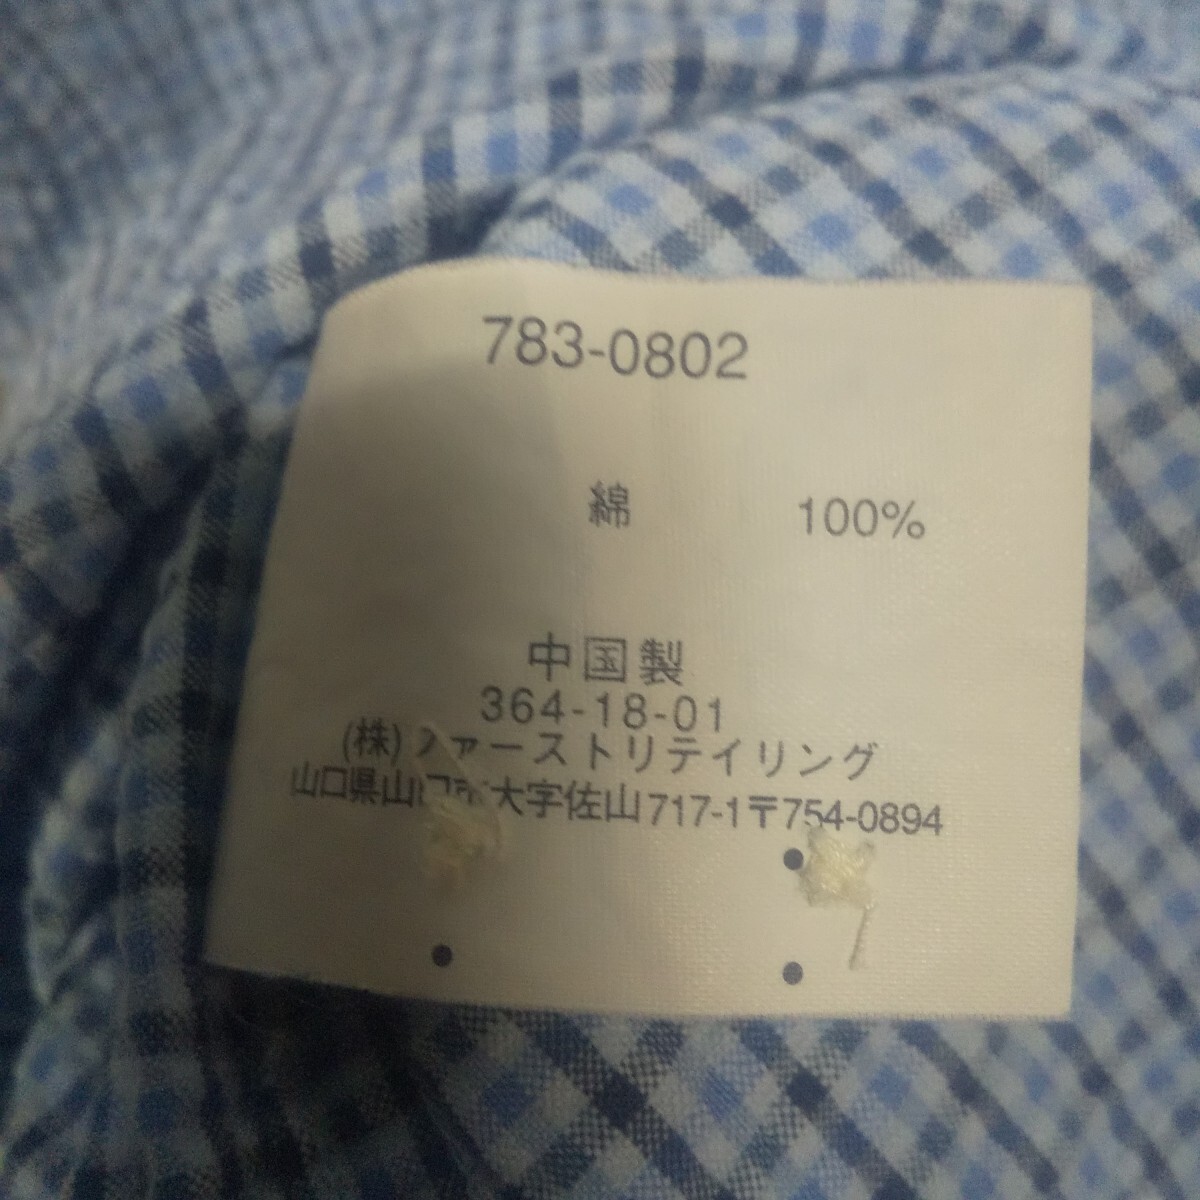 783-0802
綿 100%
中国製
364-18-01
(株)ファーストリテイリング
山口県山口市大字佐山717-1〒754-0894